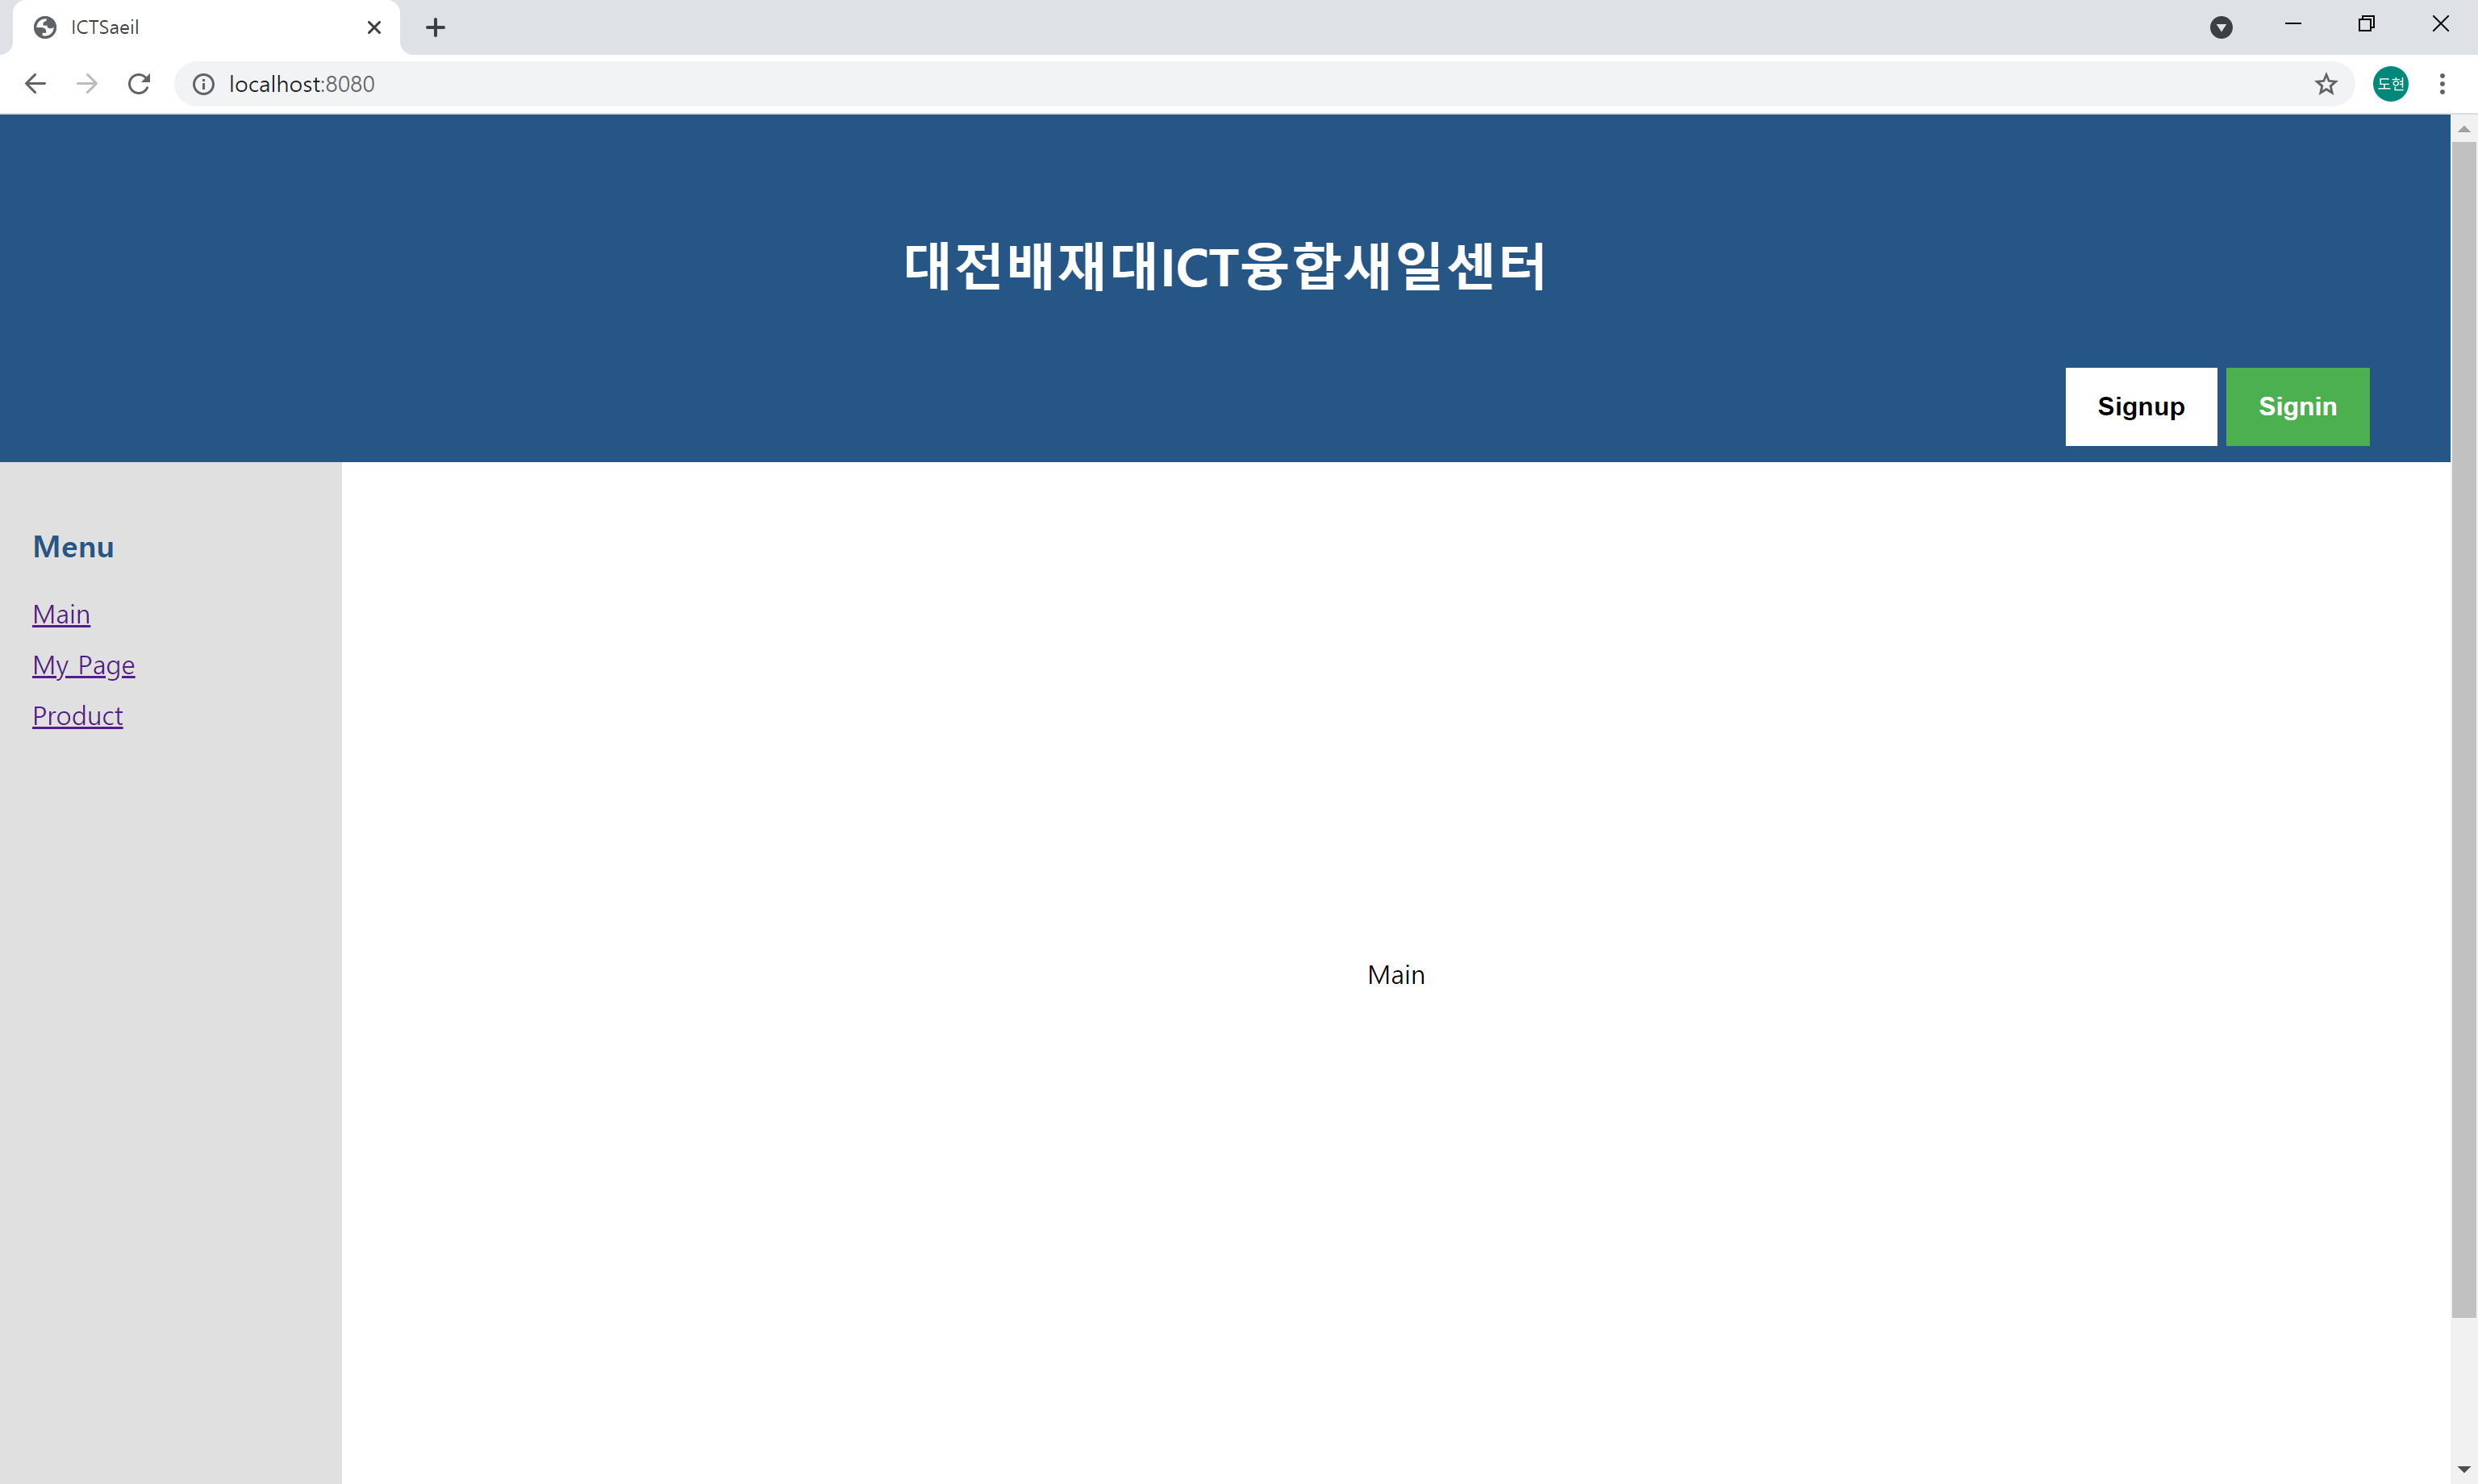 ICTSaeil
localhost:8080
도현
대전배재대ICT융합새일센터
Signup
Signin
Menu
Main
My Page
Product
Main